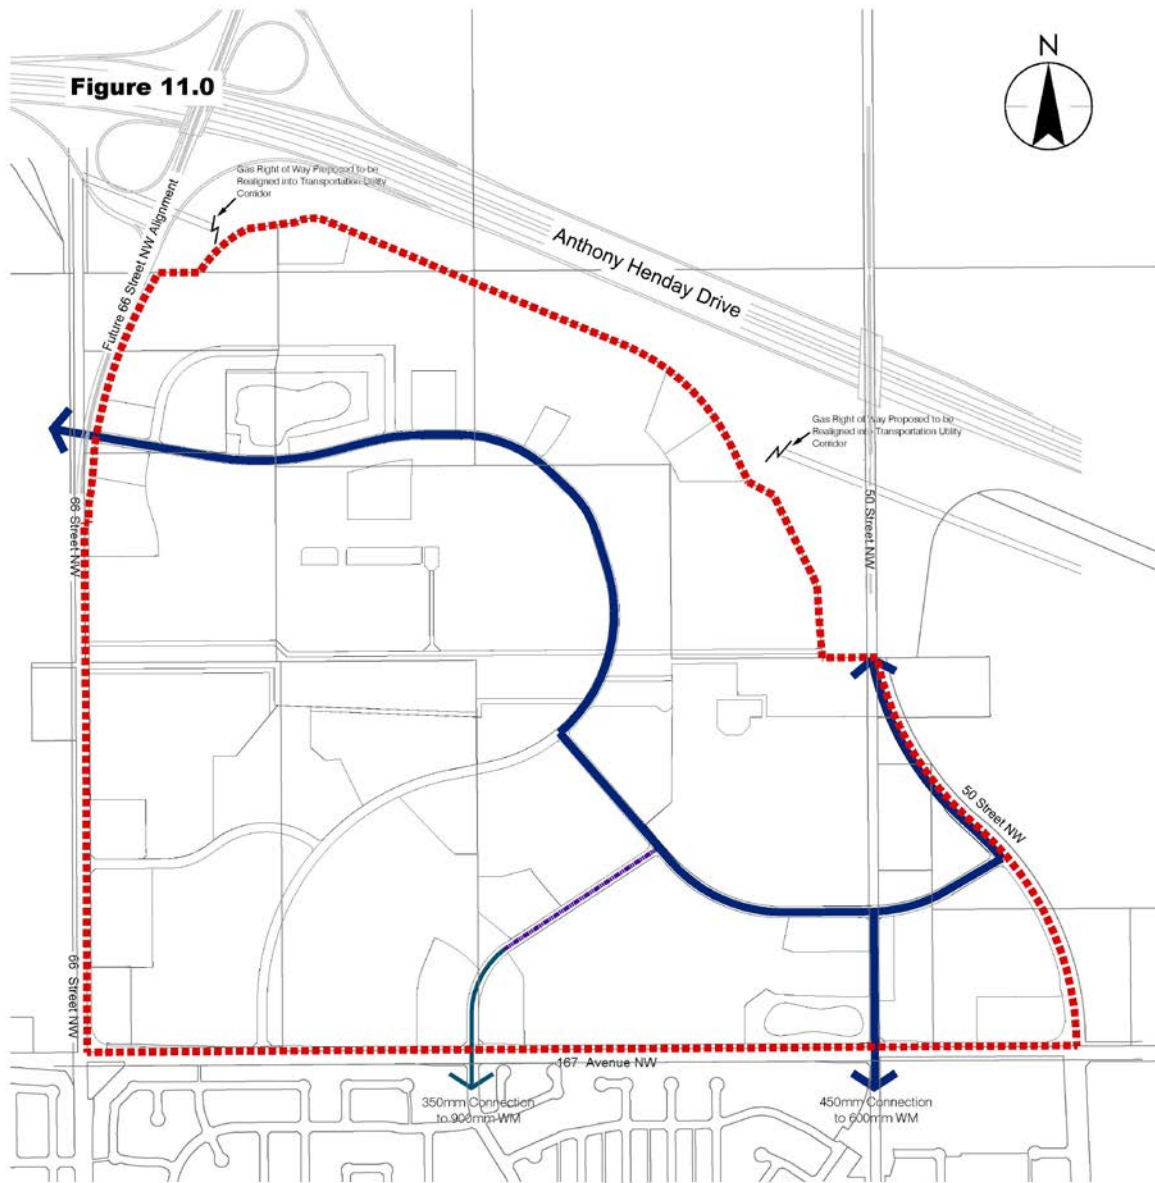 N
Figure 11.0
Gas Right of Way Proposed to be
Realigned into Transportation Utility
Corridor
Future 66 Street NW Alignment
Anthony Henday Drive
Gas Right of Way Proposed to be
Realigned into Transportation Utility
Corridor
66 Street NW
50 Street NW
50 Street NW
66 Street NW
167 Avenue NW
350mm Connection
to 900mm WM
450mm Connection
to 600mm WM